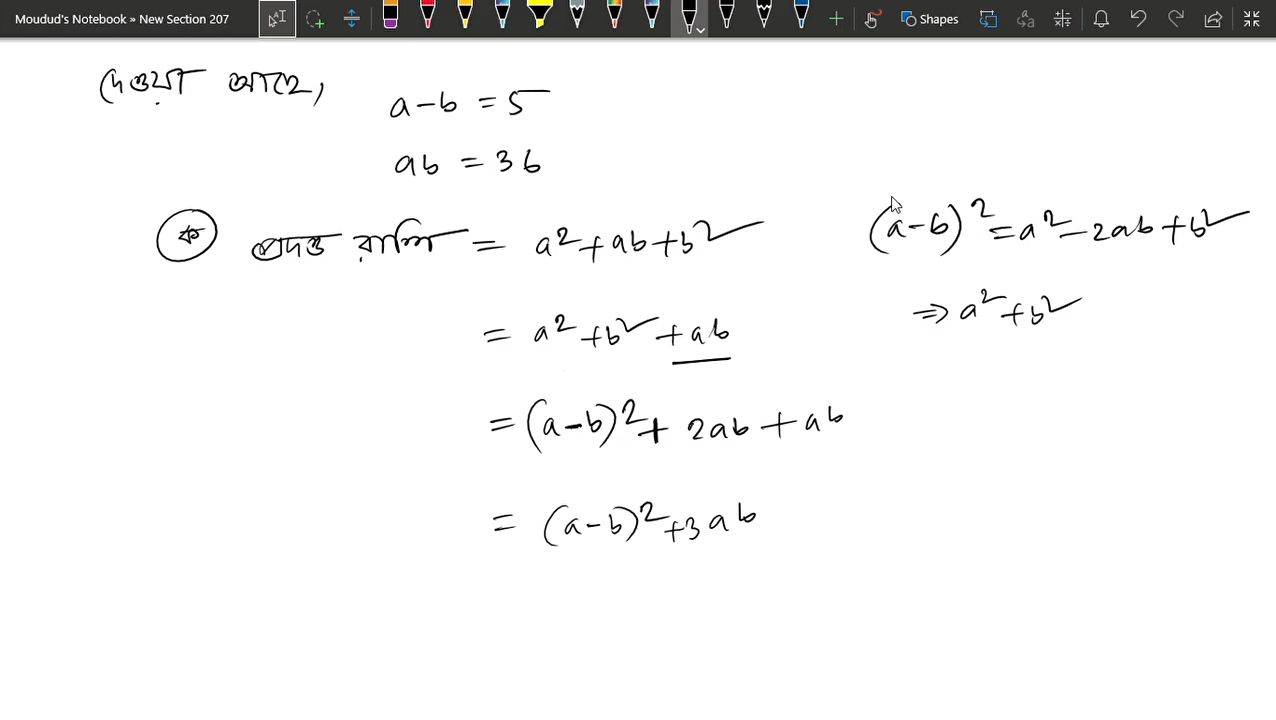 Moudud's Notebook » New Section 207
Shapes
দেওয়া আছে,
a-b = 5
ab = 36
ক প্রদত্ত রাশি = a²+ab+b²
= a²+b²+ab
= (a-b)²+ 2ab + ab
= (a-b)²+3ab
(a-b)² = a²-2ab+b²
⇒ a²+b²